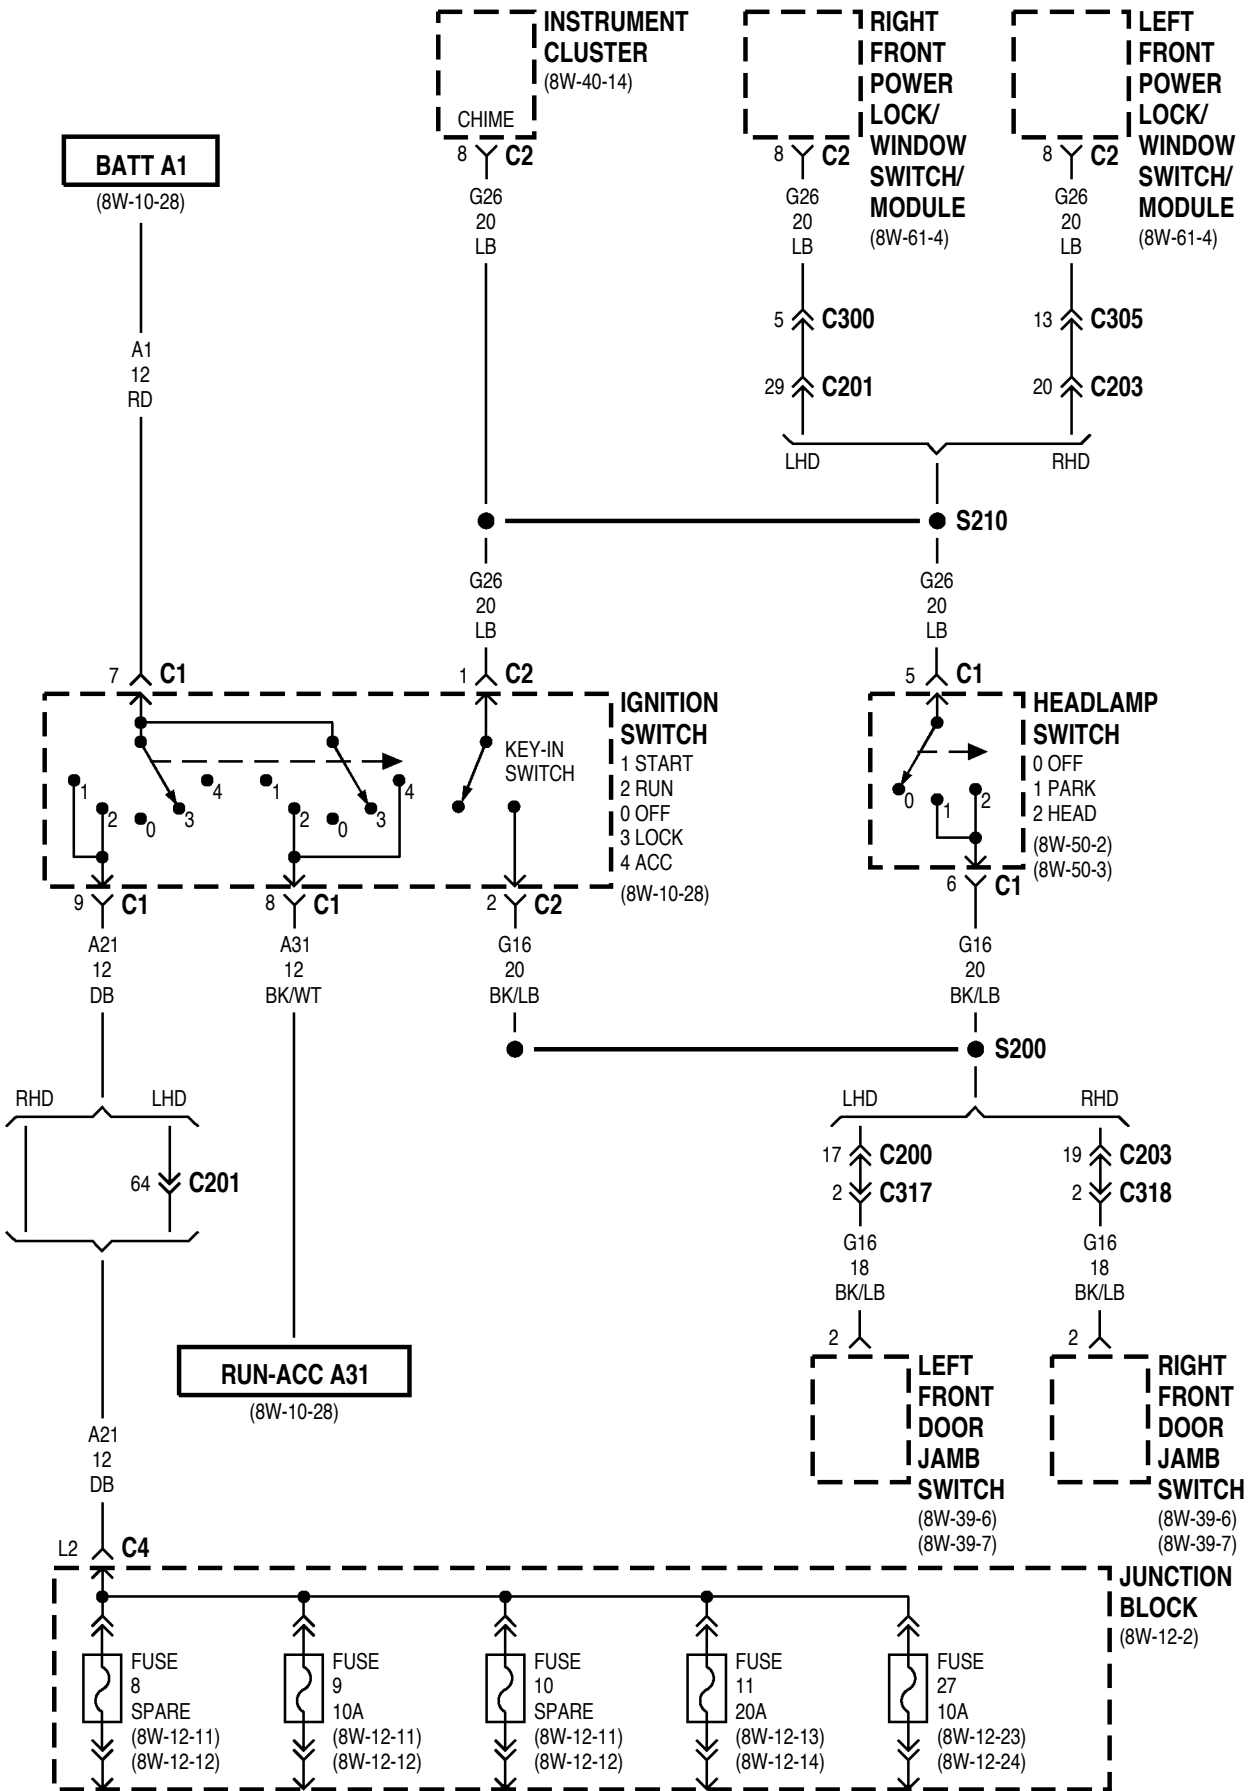 INSTRUMENT
CLUSTER
(8W-40-14)
CHIME
8 C2
G26
20
LB
RIGHT
FRONT
POWER
LOCK/
WINDOW
SWITCH/
MODULE
(8W-61-4)
8 C2
G26
20
LB
5 C300
29 C201
LHD
LEFT
FRONT
POWER
LOCK/
WINDOW
SWITCH/
MODULE
(8W-61-4)
8 C2
G26
20
LB
13 C305
20 C203
RHD
BATT A1
(8W-10-28)
A1
12
RD
S210
G26
20
LB
G26
20
LB
7 C1
1 C2
5 C1
IGNITION
SWITCH
1 START
2 RUN
0 OFF
3 LOCK
4 ACC
(8W-10-28)
KEY-IN
SWITCH
1
2
0
3
4
1
2
0
3
4
HEADLAMP
SWITCH
0 OFF
1 PARK
2 HEAD
(8W-50-2)
(8W-50-3)
0
1
2
9 C1
8 C1
2 C2
6 C1
A21
12
DB
A31
12
BK/WT
G16
20
BK/LB
G16
20
BK/LB
S200
RHD
LHD
64 C201
LHD
RHD
17 C200
2 C317
19 C203
2 C318
G16
18
BK/LB
G16
18
BK/LB
2
2
RUN-ACC A31
(8W-10-28)
LEFT
FRONT
DOOR
JAMB
SWITCH
(8W-39-6)
(8W-39-7)
RIGHT
FRONT
DOOR
JAMB
SWITCH
(8W-39-6)
(8W-39-7)
A21
12
DB
L2 C4
JUNCTION
BLOCK
(8W-12-2)
FUSE
8
SPARE
(8W-12-11)
(8W-12-12)
FUSE
9
10A
(8W-12-11)
(8W-12-12)
FUSE
10
SPARE
(8W-12-11)
(8W-12-12)
FUSE
11
20A
(8W-12-13)
(8W-12-14)
FUSE
27
10A
(8W-12-23)
(8W-12-24)